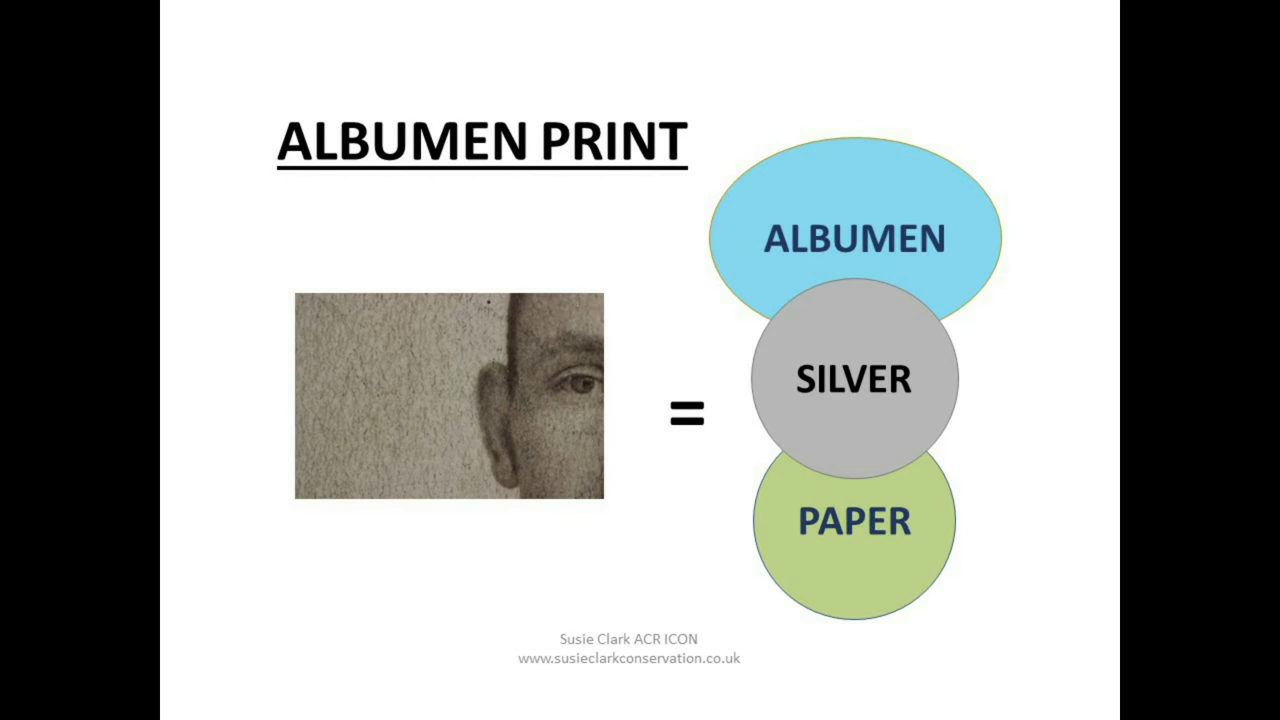 ALBUMEN PRINT
ALBUMEN
SILVER
=
PAPER
Susie Clark ACR ICON
www.susieclarkconservation.co.uk